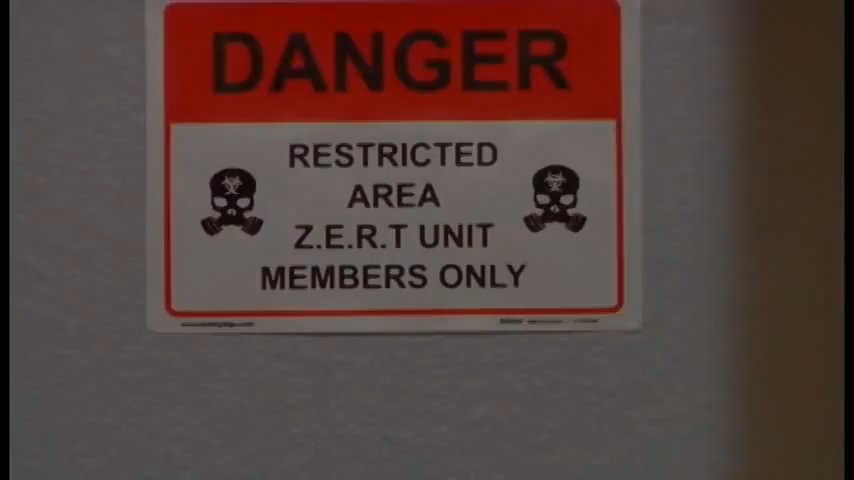 DANGER
RESTRICTED
AREA
Z.E.R.T UNIT
MEMBERS ONLY